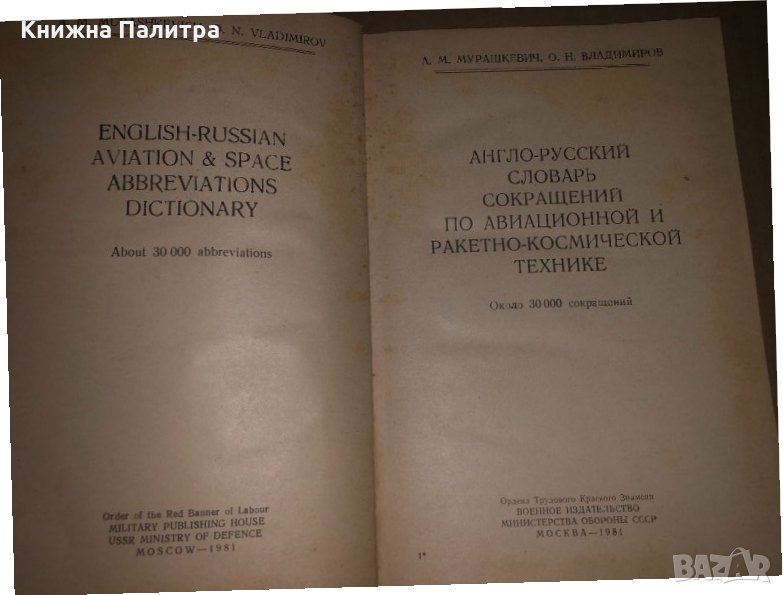 Книжна Палитра
N. VLADIMIROV
ENGLISH-RUSSIAN
AVIATION & SPACE
ABBREVIATIONS
DICTIONARY
About 30 000 abbreviations
Order of the Red Banner of Labour
MILITARY PUBLISHING HOUSE
USSR MINISTRY OF DEFENCE
MOSCOW—1981
А. М. МУРАШКЕВИЧ, О. Н. ВЛАДИМИРОВ
АНГЛО-РУССКИЙ
СЛОВАРЬ
СОКРАЩЕНИЙ
ПО АВИАЦИОННОЙ И
РАКЕТНО-КОСМИЧЕСКОЙ
ТЕХНИКЕ
Около 30 000 сокращений
Ордена Трудового Красного Знамени
ВОЕННОЕ ИЗДАТЕЛЬСТВО
МИНИСТЕРСТВА ОБОРОНЫ СССР
МОСКВА—1981
1*
BAZAR